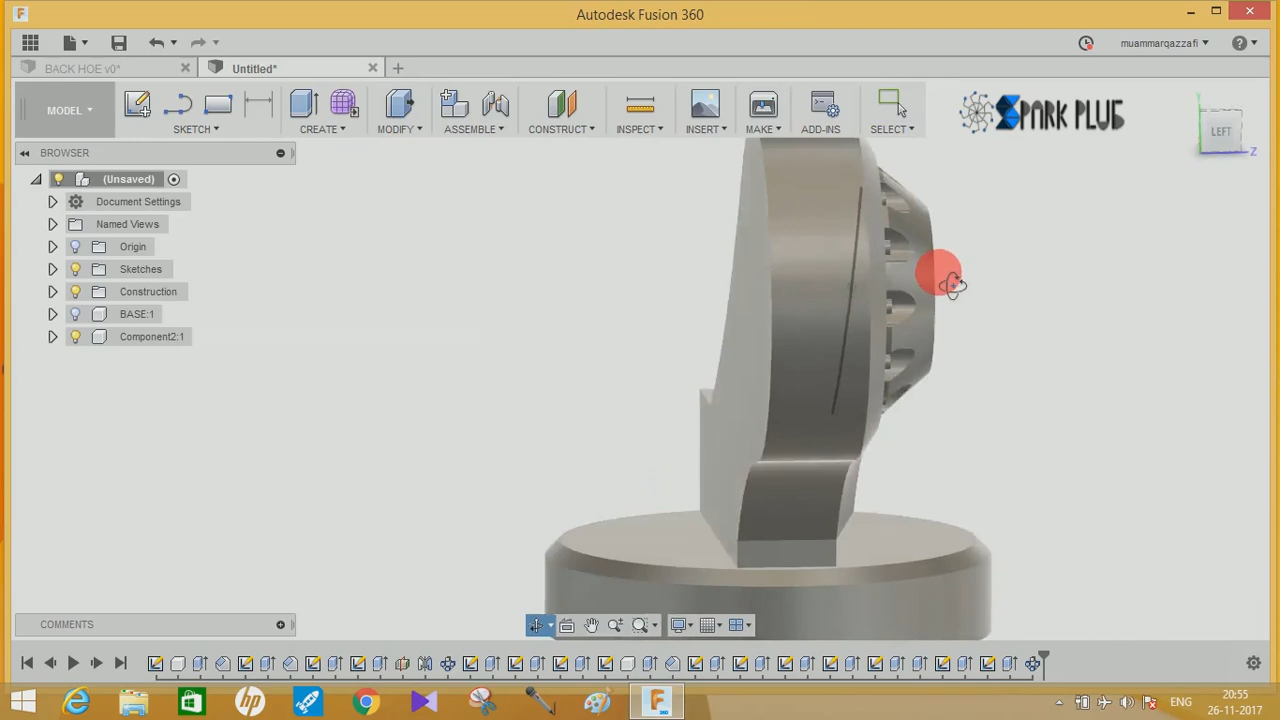 Autodesk Fusion 360
muammarqazzafi
BACK HOE v0*
Untitled*
MODEL
SKETCH
CREATE
MODIFY
ASSEMBLE
CONSTRUCT
INSPECT
INSERT
MAKE
ADD-INS
SELECT
SPARK PLUG
LEFT
Y
Z
BROWSER
(Unsaved)
Document Settings
Named Views
Origin
Sketches
Construction
BASE:1
Component2:1
COMMENTS
ENG
20:55
26-11-2017